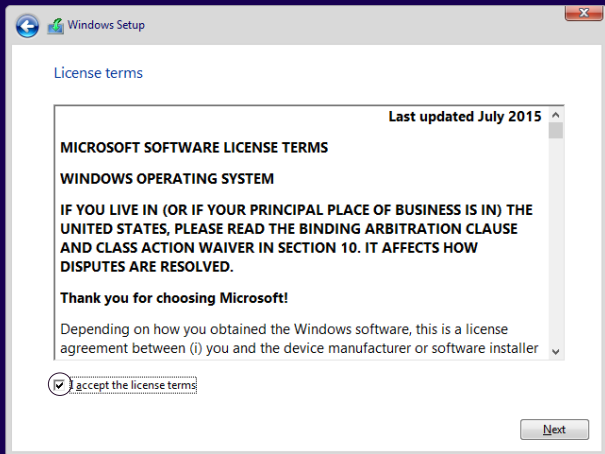 Windows Setup
License terms
Last updated July 2015
MICROSOFT SOFTWARE LICENSE TERMS
WINDOWS OPERATING SYSTEM
IF YOU LIVE IN (OR IF YOUR PRINCIPAL PLACE OF BUSINESS IS IN) THE
UNITED STATES, PLEASE READ THE BINDING ARBITRATION CLAUSE
AND CLASS ACTION WAIVER IN SECTION 10. IT AFFECTS HOW
DISPUTES ARE RESOLVED.
Thank you for choosing Microsoft!
Depending on how you obtained the Windows software, this is a license
agreement between (i) you and the device manufacturer or software installer
I accept the license terms
Next